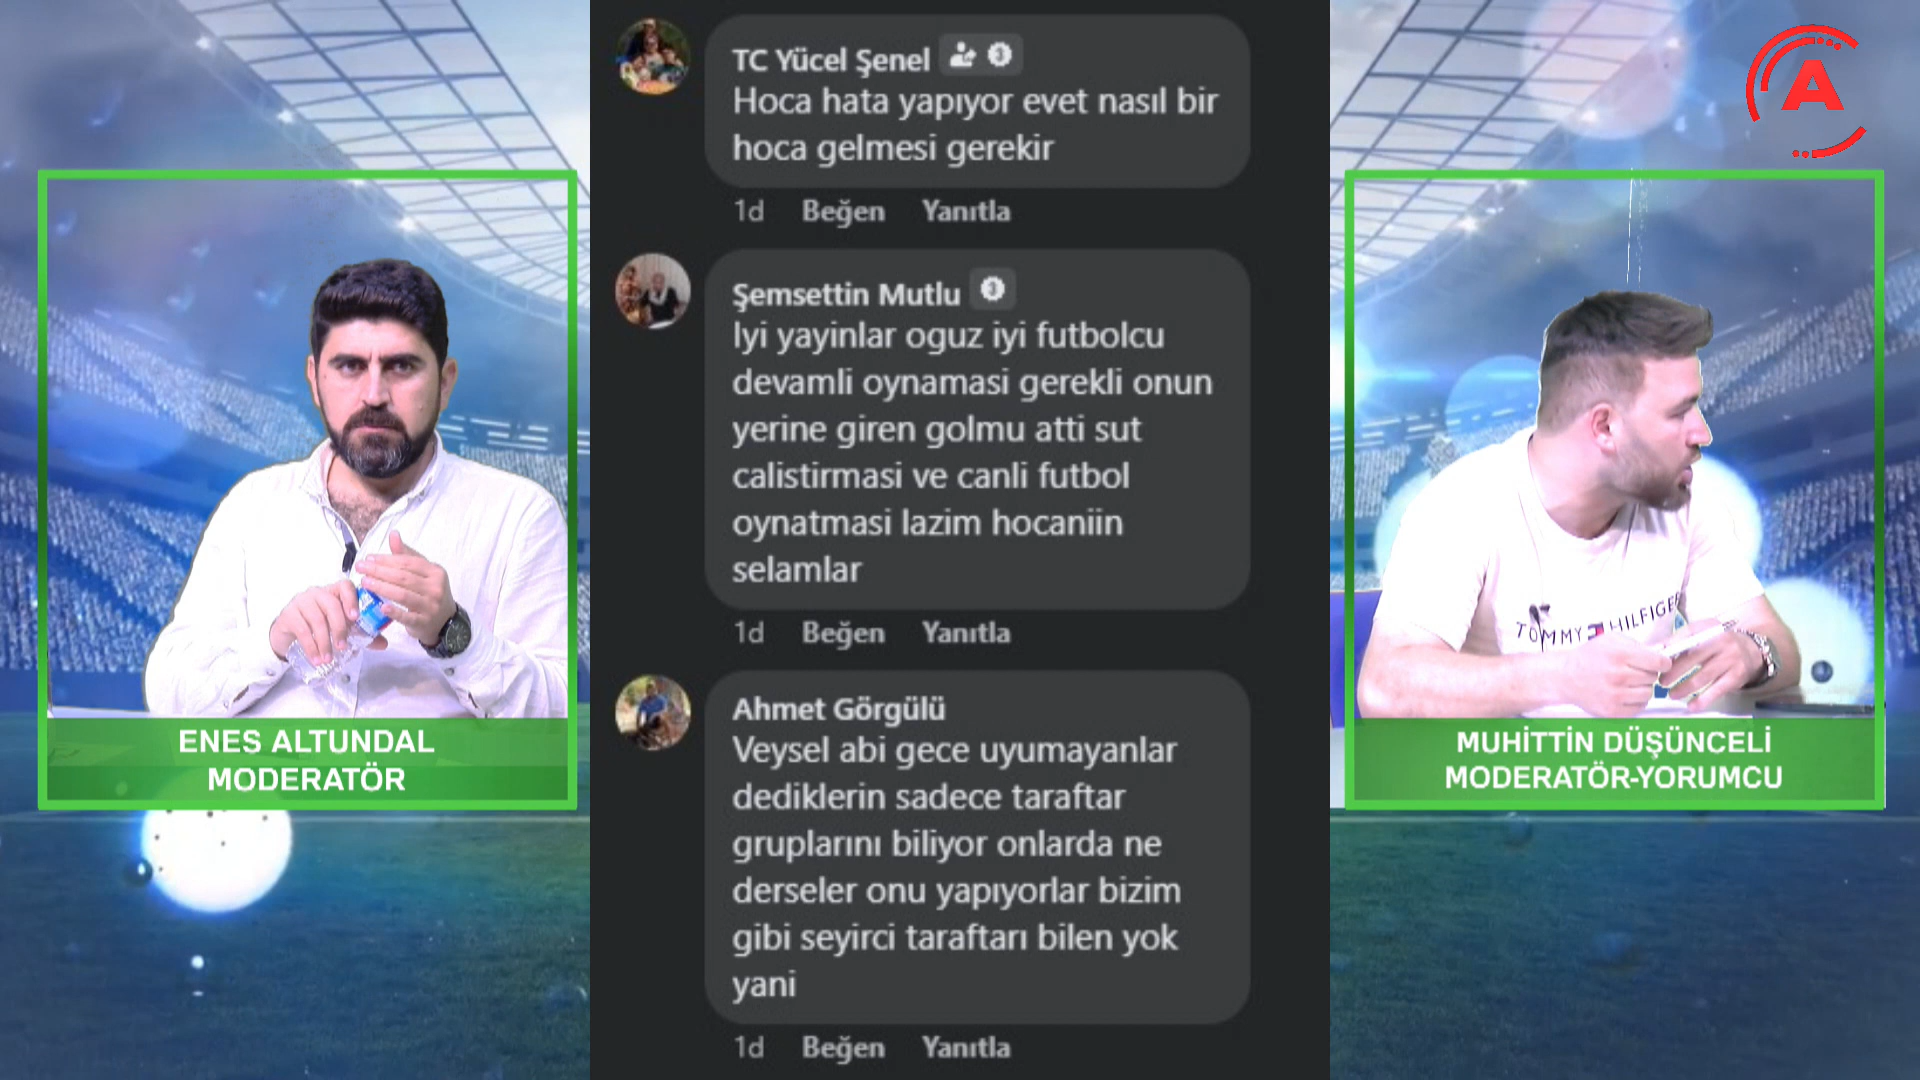 A
TC Yücel Şenel
Hoca hata yapıyor evet nasıl bir
hoca gelmesi gerekir
1d Beğen Yanıtla
Şemsettin Mutlu
Iyi yayinlar oguz iyi futbolcu
devamli oynamasi gerekli onun
yerine giren golmu atti sut
calistirmasi ve canli futbol
oynatmasi lazim hocaniin
selamlar
1d Beğen Yanıtla
Ahmet Görgülü
Veysel abi gece uyumayanlar
dediklerin sadece taraftar
gruplarını biliyor onlarda ne
derseler onu yapıyorlar bizim
gibi seyirci taraftarı bilen yok
yani
1d Beğen Yanıtla
ENES ALTUNDAL
MODERATÖR
TOMMY HILFIGER
MUHİTTİN DÜŞÜNCELİ
MODERATÖR-YORUMCU